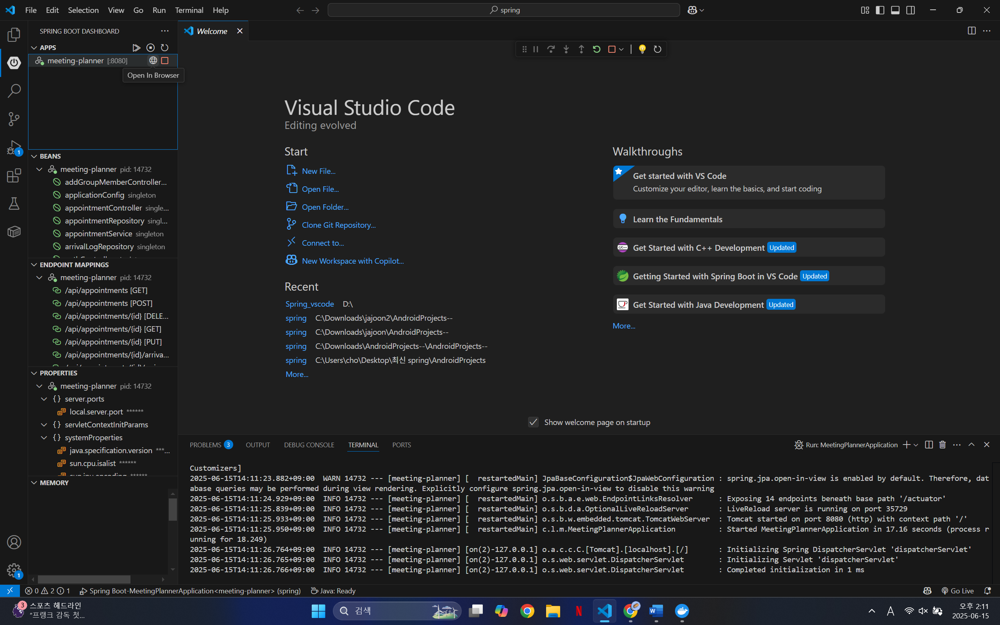 File Edit Selection View Go Run Terminal Help
spring
SPRING BOOT DASHBOARD
Welcome
APPS
meeting-planner [:8080]
Open In Browser
BEANS
meeting-planner pid: 14732
addGroupMemberController...
applicationConfig singleton
appointmentController single...
appointmentRepository singl...
appointmentService singleton
arrivalLogRepository singleton
ENDPOINT MAPPINGS
meeting-planner pid: 14732
/api/appointments [GET]
/api/appointments [POST]
/api/appointments/{id} [DELE...
/api/appointments/{id} [GET]
/api/appointments/{id} [PUT]
/api/appointments/{id}/arriva...
PROPERTIES
meeting-planner pid: 14732
{} server.ports
local.server.port ******
{} servletContextInitParams
{} systemProperties
java.specification.version ***...
sun.cpu.isalist ******
MEMORY
Visual Studio Code
Editing evolved
Start
New File...
Open File...
Open Folder...
Clone Git Repository...
Connect to...
New Workspace with Copilot...
Recent
Spring_vscode D:\
spring C:\Downloads\jajoon2\AndroidProjects--
spring C:\Downloads\jajoon\AndroidProjects--
spring C:\Downloads\AndroidProjects--\AndroidProjects--
spring C:\Users\cho\Desktop\최신 spring\AndroidProjects
More...
Walkthroughs
Get started with VS Code
Customize your editor, learn the basics, and start coding
Learn the Fundamentals
C/C++ Get Started with C++ Development Updated
Getting Started with Spring Boot in VS Code Updated
Get Started with Java Development Updated
More...
Show welcome page on startup
PROBLEMS 3 OUTPUT DEBUG CONSOLE TERMINAL PORTS
Run: MeetingPlannerApplication
Customizers]
2025-06-15T14:11:23.882+09:00  WARN 14732 --- [meeting-planner] [  restartedMain] JpaBaseConfiguration$JpaWebConfiguration : spring.jpa.open-in-view is enabled by default. Therefore, dat
abase queries may be performed during view rendering. Explicitly configure spring.jpa.open-in-view to disable this warning
2025-06-15T14:11:24.929+09:00  INFO 14732 --- [meeting-planner] [  restartedMain] o.s.b.a.e.web.EndpointLinksResolver      : Exposing 14 endpoints beneath base path '/actuator'
2025-06-15T14:11:25.839+09:00  INFO 14732 --- [meeting-planner] [  restartedMain] o.s.b.d.a.OptionalLiveReloadServer       : LiveReload server is running on port 35729
2025-06-15T14:11:25.933+09:00  INFO 14732 --- [meeting-planner] [  restartedMain] o.s.b.w.embedded.tomcat.TomcatWebServer  : Tomcat started on port 8080 (http) with context path '/'
2025-06-15T14:11:25.950+09:00  INFO 14732 --- [meeting-planner] [  restartedMain] c.l.m.MeetingPlannerApplication          : Started MeetingPlannerApplication in 17.16 seconds (process r
unning for 18.249)
2025-06-15T14:11:26.764+09:00  INFO 14732 --- [meeting-planner] [on(2)-127.0.0.1] o.a.c.c.C.[Tomcat].[localhost].[/]       : Initializing Spring DispatcherServlet 'dispatcherServlet'
2025-06-15T14:11:26.765+09:00  INFO 14732 --- [meeting-planner] [on(2)-127.0.0.1] o.s.web.servlet.DispatcherServlet        : Initializing Servlet 'dispatcherServlet'
2025-06-15T14:11:26.766+09:00  INFO 14732 --- [meeting-planner] [on(2)-127.0.0.1] o.s.web.servlet.DispatcherServlet        : Completed initialization in 1 ms
1
1
0 2 1 Spring Boot-MeetingPlannerApplication<meeting-planner> (spring) Java: Ready
Go Live
3 스포츠 헤드라인
“프랭크 감독 첫...
검색
N
W
A
오후 2:11
2025-06-15